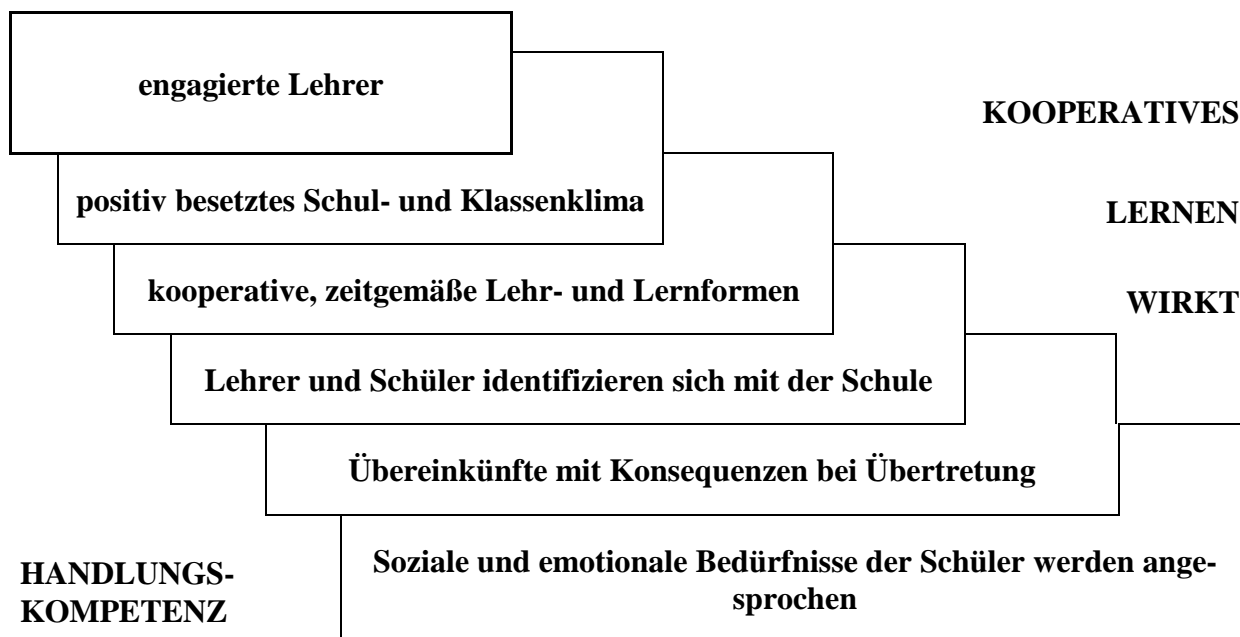 engagierte Lehrer
KOOPERATIVES
positiv besetztes Schul- und Klassenklima
LERNEN
kooperative, zeitgemäße Lehr- und Lernformen
WIRKT
Lehrer und Schüler identifizieren sich mit der Schule
Übereinkünfte mit Konsequenzen bei Übertretung
Soziale und emotionale Bedürfnisse der Schüler werden ange-
sprochen
HANDLUNGS-
KOMPETENZ